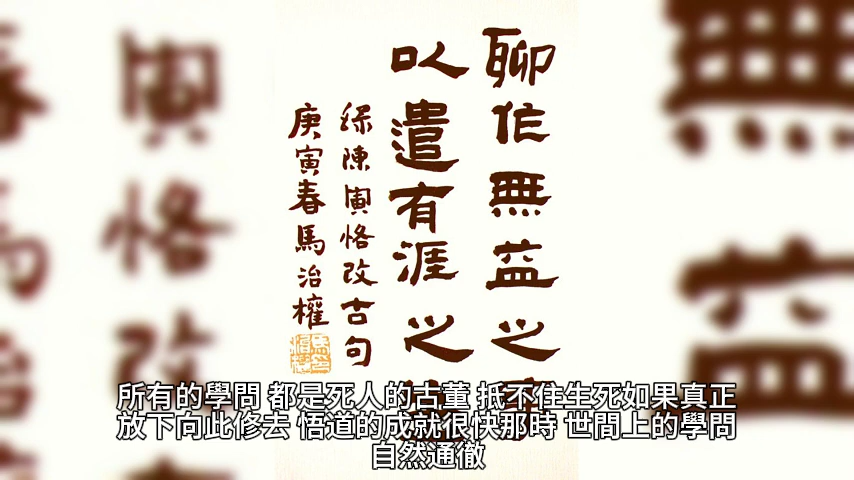 聊作無益之
以遣有涯之
錄陳寅恪改古句
庚寅春馬治權
所有的學問 都是死人的古董 抵不住生死如果真正
放下向此修去 悟道的成就很快那時 世間上的學問
自然通徹